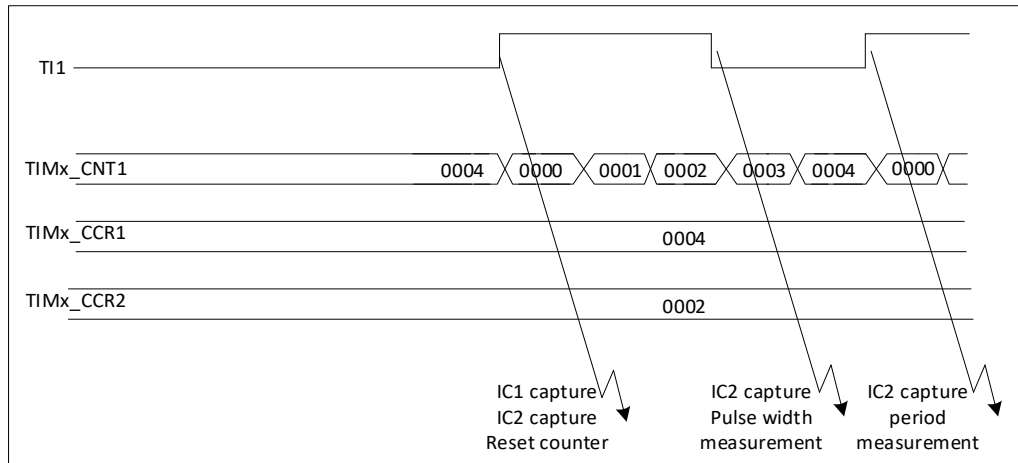 TI1
TIMx_CNT1
0004 0000 0001 0002 0003 0004 0000
TIMx_CCR1
0004
TIMx_CCR2
0002
IC1 capture
IC2 capture
Reset counter
IC2 capture
Pulse width
measurement
IC2 capture
period
measurement